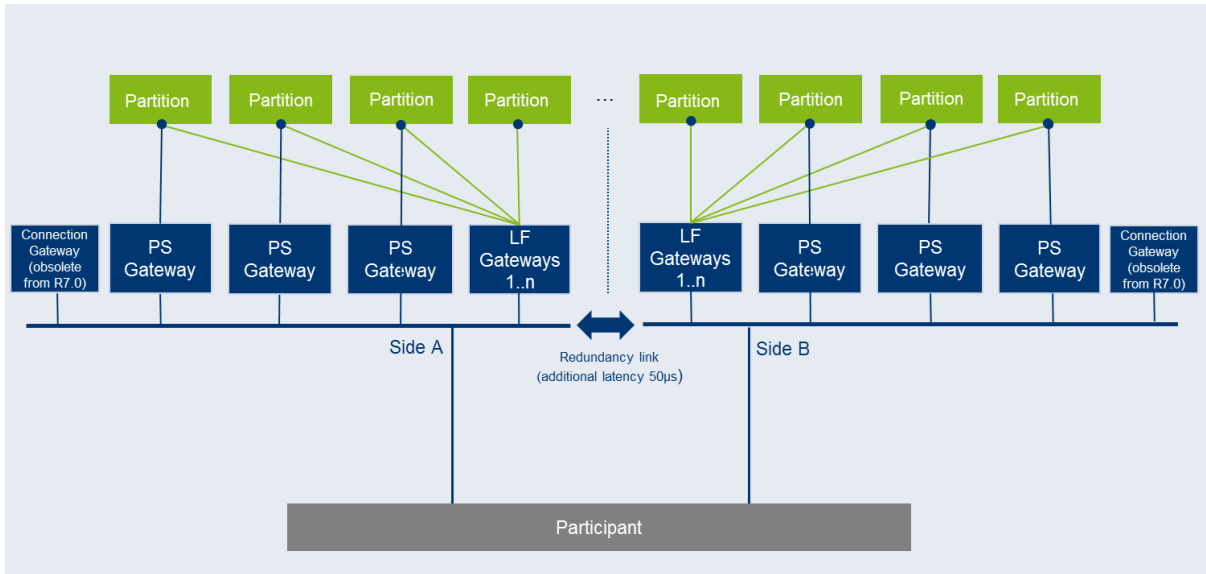 Partition
Partition
Partition
Partition
...
Partition
Partition
Partition
Partition
Connection
Gateway
(obsolete
from R7.0)
PS
Gateway
PS
Gateway
PS
Gateway
LF
Gateways
1..n
LF
Gateways
1..n
PS
Gateway
PS
Gateway
PS
Gateway
Connection
Gateway
(obsolete
from R7.0)
Side A
Redundancy link
(additional latency 50µs)
Side B
Participant